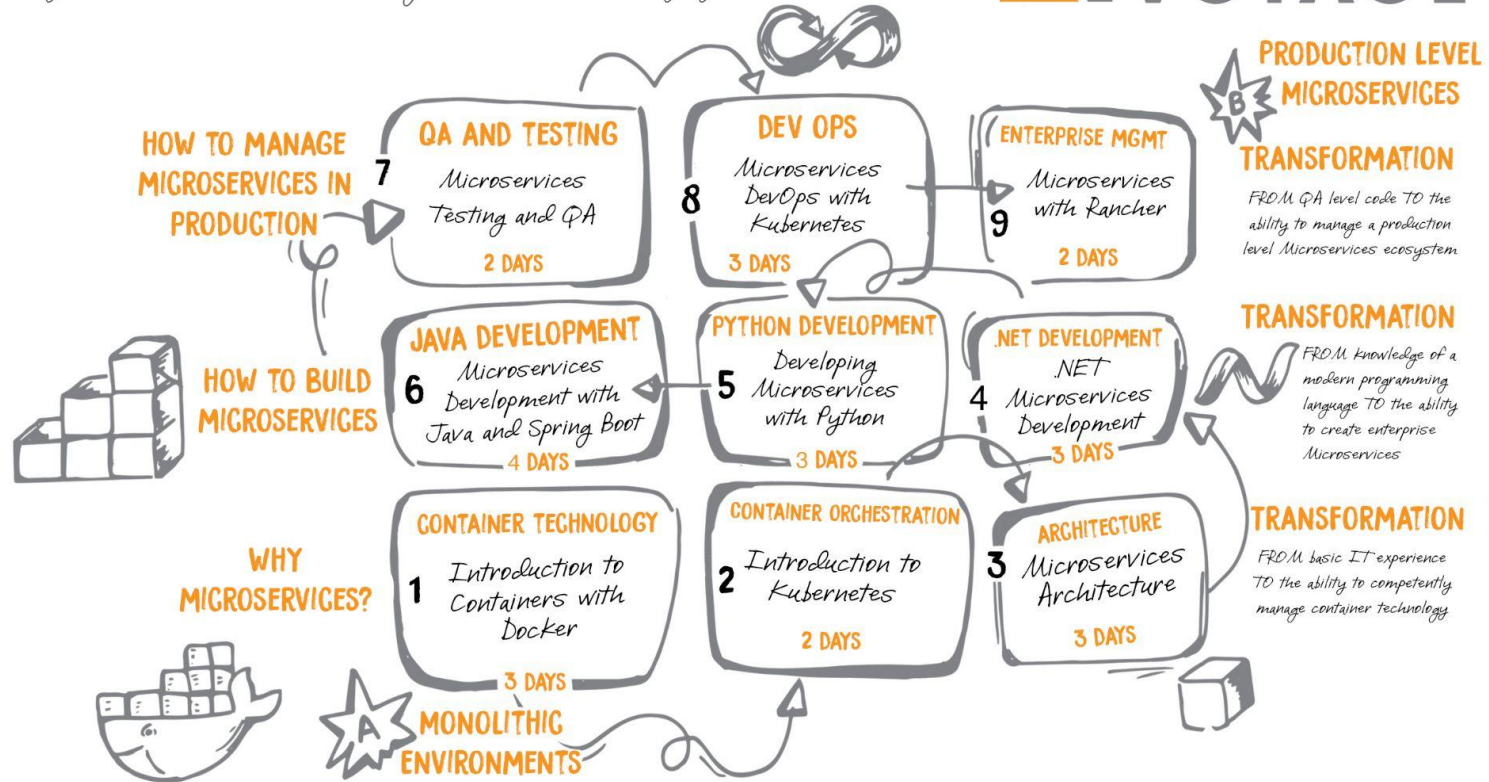 PRODUCTION LEVEL
MICROSERVICES
B
HOW TO MANAGE
MICROSERVICES IN
PRODUCTION
7
QA AND TESTING
Microservices
Testing and QA
2 DAYS
8
DEV OPS
Microservices
DevOps with
Kubernetes
3 DAYS
9
ENTERPRISE MGMT
Microservices
with Rancher
2 DAYS
TRANSFORMATION
FROM QA level code TO the
ability to manage a production
level Microservices ecosystem
HOW TO BUILD
MICROSERVICES
6
JAVA DEVELOPMENT
Microservices
Development with
Java and Spring Boot
4 DAYS
5
PYTHON DEVELOPMENT
Developing
Microservices
with Python
3 DAYS
4
.NET DEVELOPMENT
.NET
Microservices
Development
3 DAYS
TRANSFORMATION
FROM knowledge of a
modern programming
language TO the ability
to create enterprise
Microservices
WHY
MICROSERVICES?
1
CONTAINER TECHNOLOGY
Introduction to
Containers with
Docker
3 DAYS
2
CONTAINER ORCHESTRATION
Introduction to
Kubernetes
2 DAYS
3
ARCHITECTURE
Microservices
Architecture
3 DAYS
TRANSFORMATION
FROM basic IT experience
TO the ability to competently
manage container technology
A
MONOLITHIC
ENVIRONMENTS